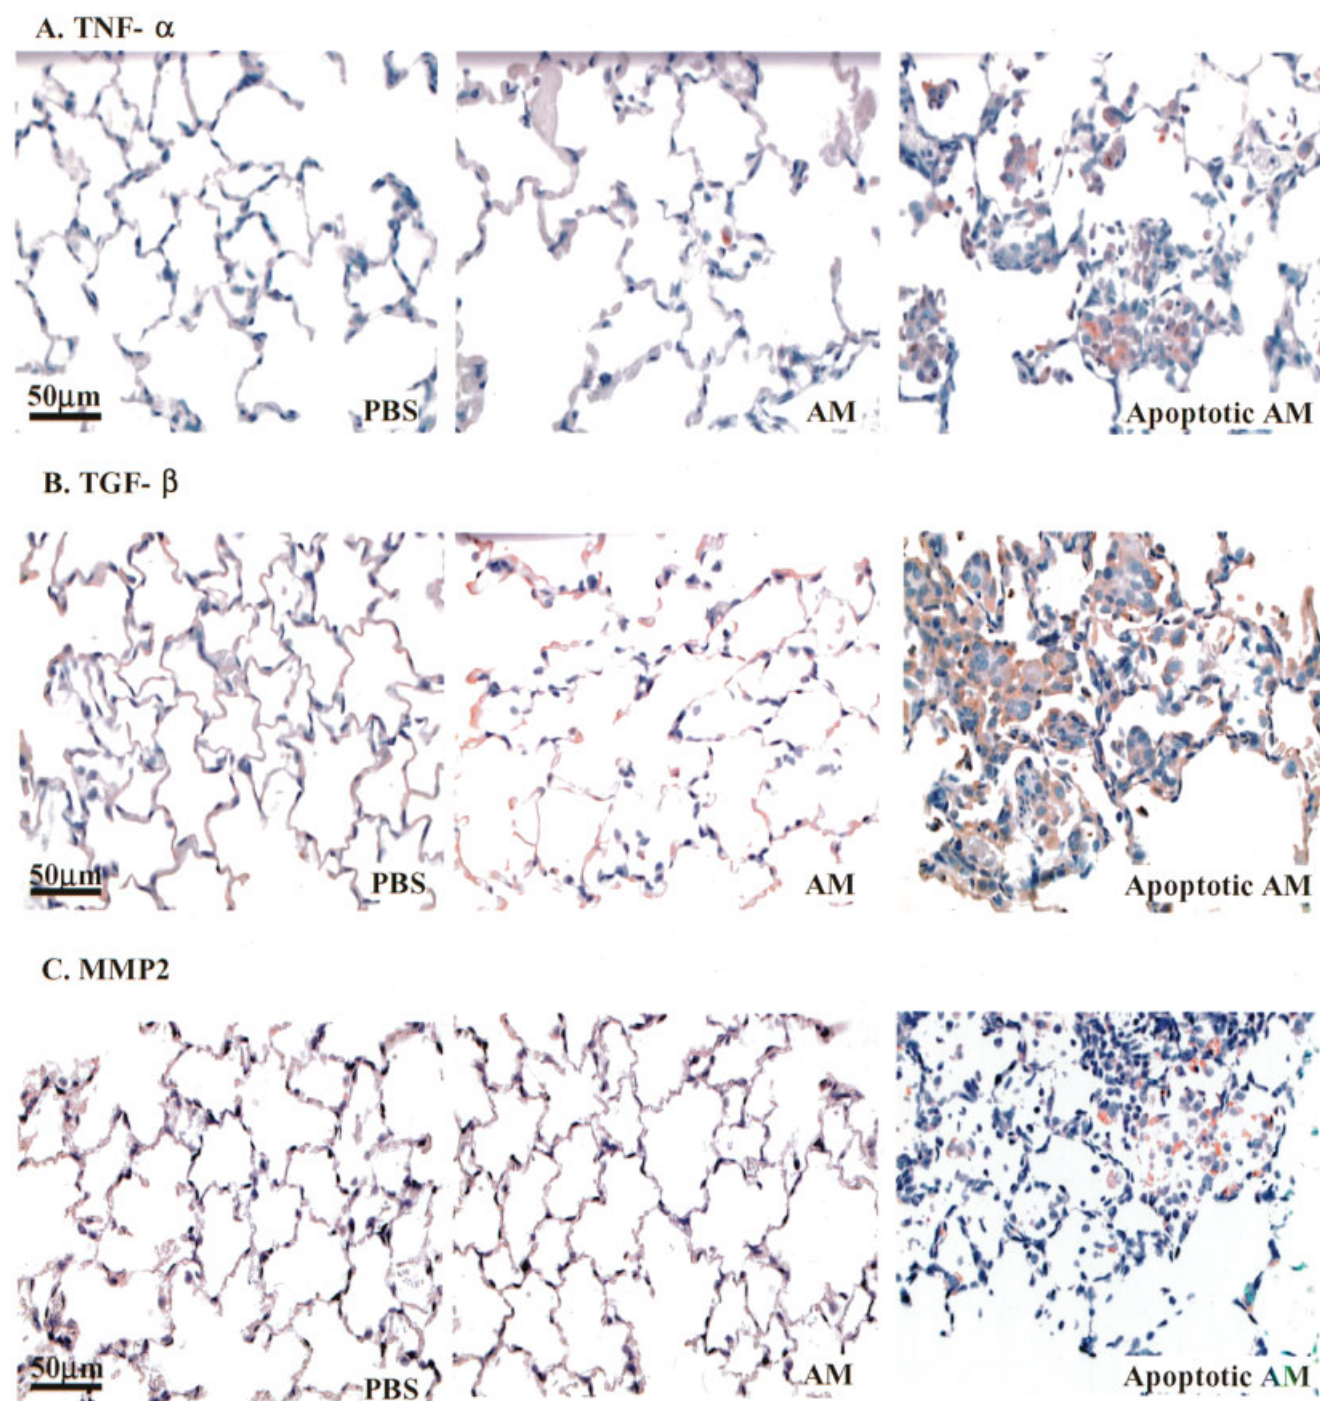 A. TNF- α
50μm
PBS
AM
Apoptotic AM
B. TGF- β
50μm
PBS
AM
Apoptotic AM
C. MMP2
50μm
PBS
AM
Apoptotic AM